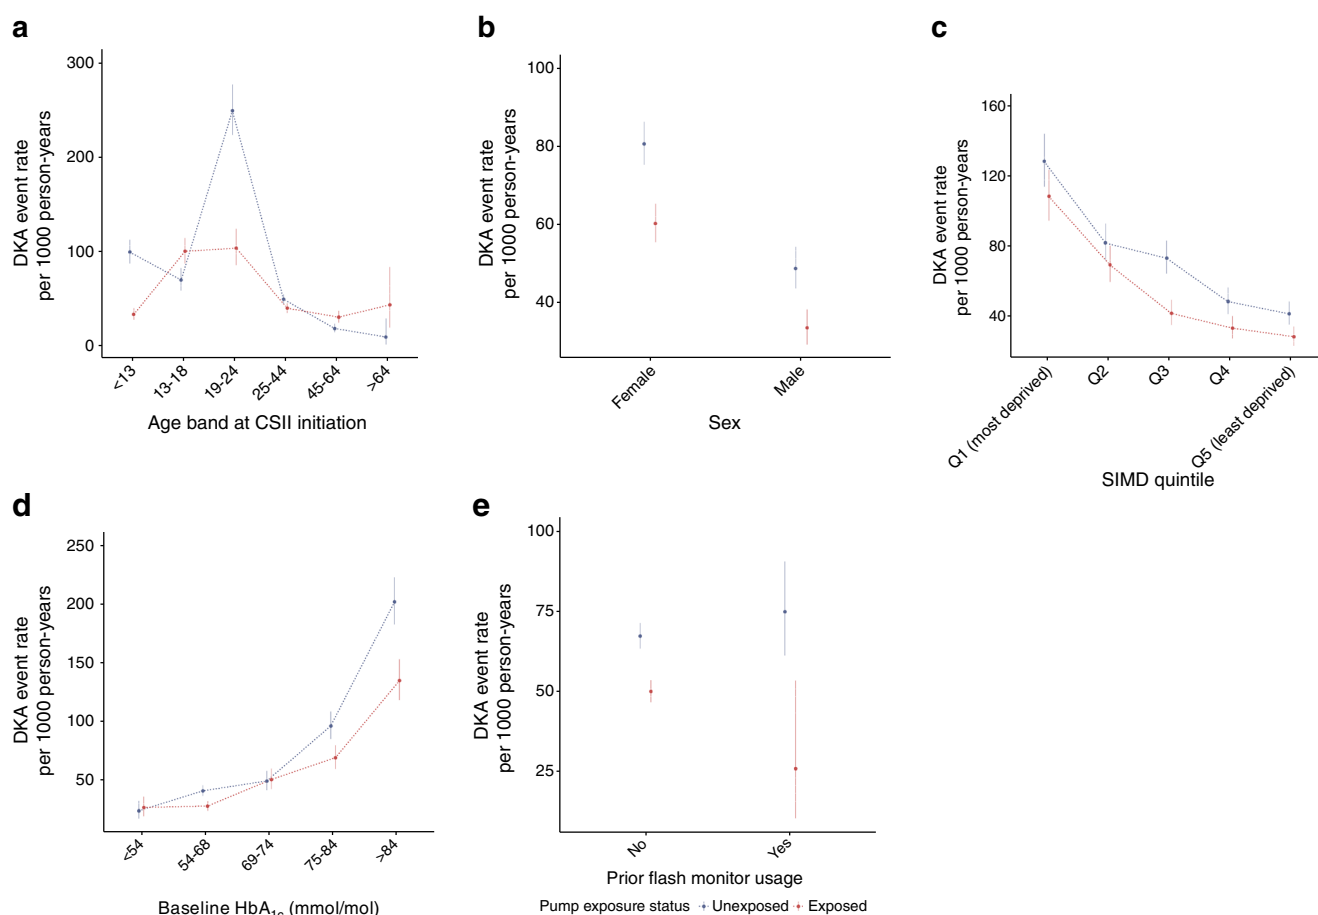 a
DKA event rate
per 1000 person-years
300
200
100
0
<13
13-18
19-24
25-44
45-64
>64
Age band at CSII initiation
b
DKA event rate
per 1000 person-years
100
80
60
40
Female
Male
Sex
c
DKA event rate
per 1000 person-years
160
120
80
40
Q1 (most deprived)
Q2
Q3
Q4
Q5 (least deprived)
SIMD quintile
d
DKA event rate
per 1000 person-years
250
200
150
100
50
<54
54-68
69-74
75-84
>84
Baseline HbA1c (mmol/mol)
e
DKA event rate
per 1000 person-years
100
75
50
25
No
Yes
Prior flash monitor usage
Pump exposure status Unexposed Exposed